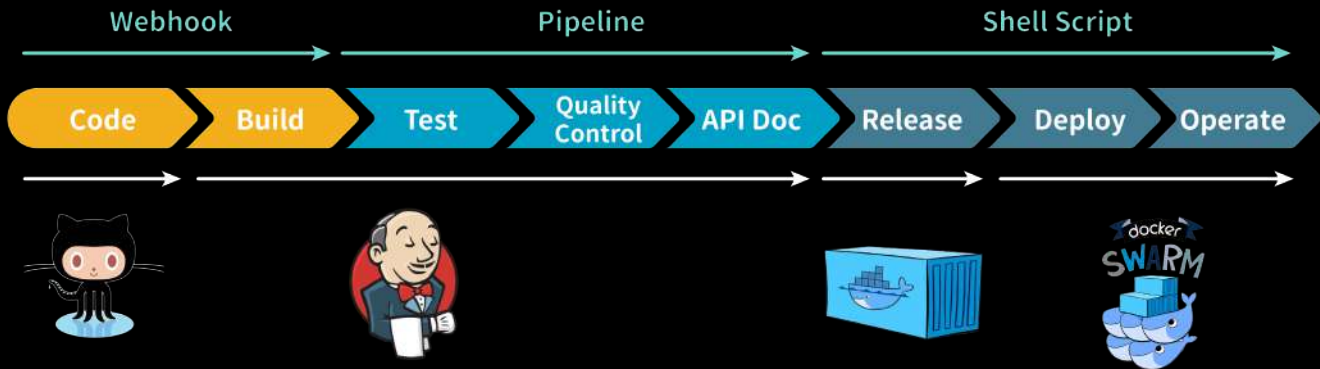 Webhook
Pipeline
Shell Script
Code
Build
Test
Quality
Control
API Doc
Release
Deploy
Operate
docker
SWARM